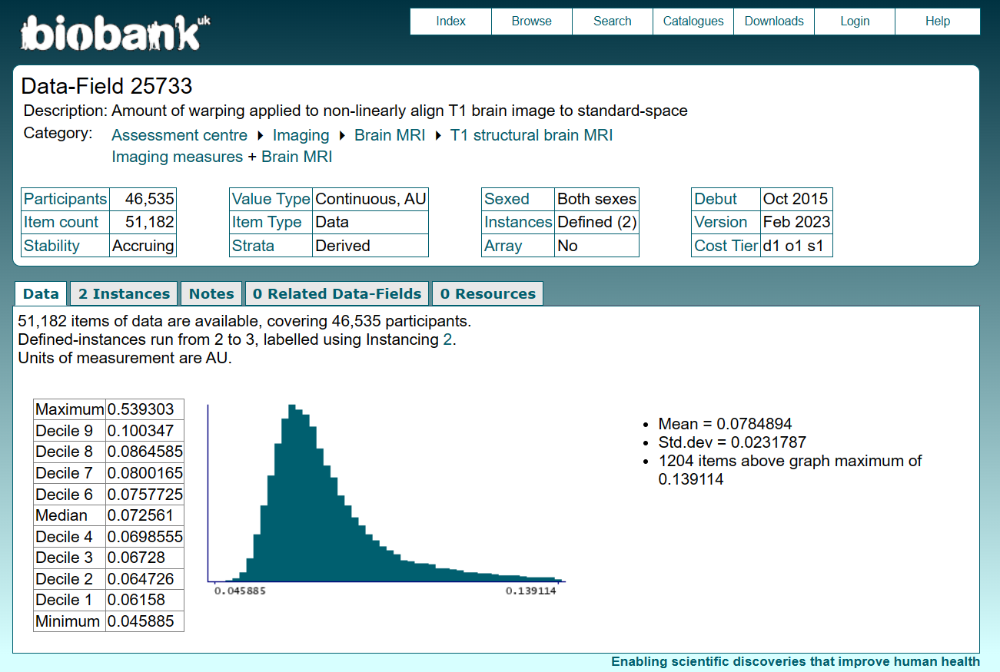 biobank uk
Index Browse Search Catalogues Downloads Login Help
Data-Field 25733
Description: Amount of warping applied to non-linearly align T1 brain image to standard-space
Category: Assessment centre ▸ Imaging ▸ Brain MRI ▸ T1 structural brain MRI
Imaging measures + Brain MRI
Participants 46,535 Value Type Continuous, AU Sexed Both sexes Debut Oct 2015
Item count 51,182 Item Type Data Instances Defined (2) Version Feb 2023
Stability Accruing Strata Derived Array No Cost Tier d1 o1 s1
Data 2 Instances Notes 0 Related Data-Fields 0 Resources
51,182 items of data are available, covering 46,535 participants.
Defined-instances run from 2 to 3, labelled using Instancing 2.
Units of measurement are AU.
Maximum 0.539303
Decile 9 0.100347
Decile 8 0.0864585
Decile 7 0.0800165
Decile 6 0.0757725
Median 0.072561
Decile 4 0.0698555
Decile 3 0.06728
Decile 2 0.064726
Decile 1 0.06158
Minimum 0.045885
0.045885 0.139114
• Mean = 0.0784894
• Std.dev = 0.0231787
• 1204 items above graph maximum of
0.139114
Enabling scientific discoveries that improve human health